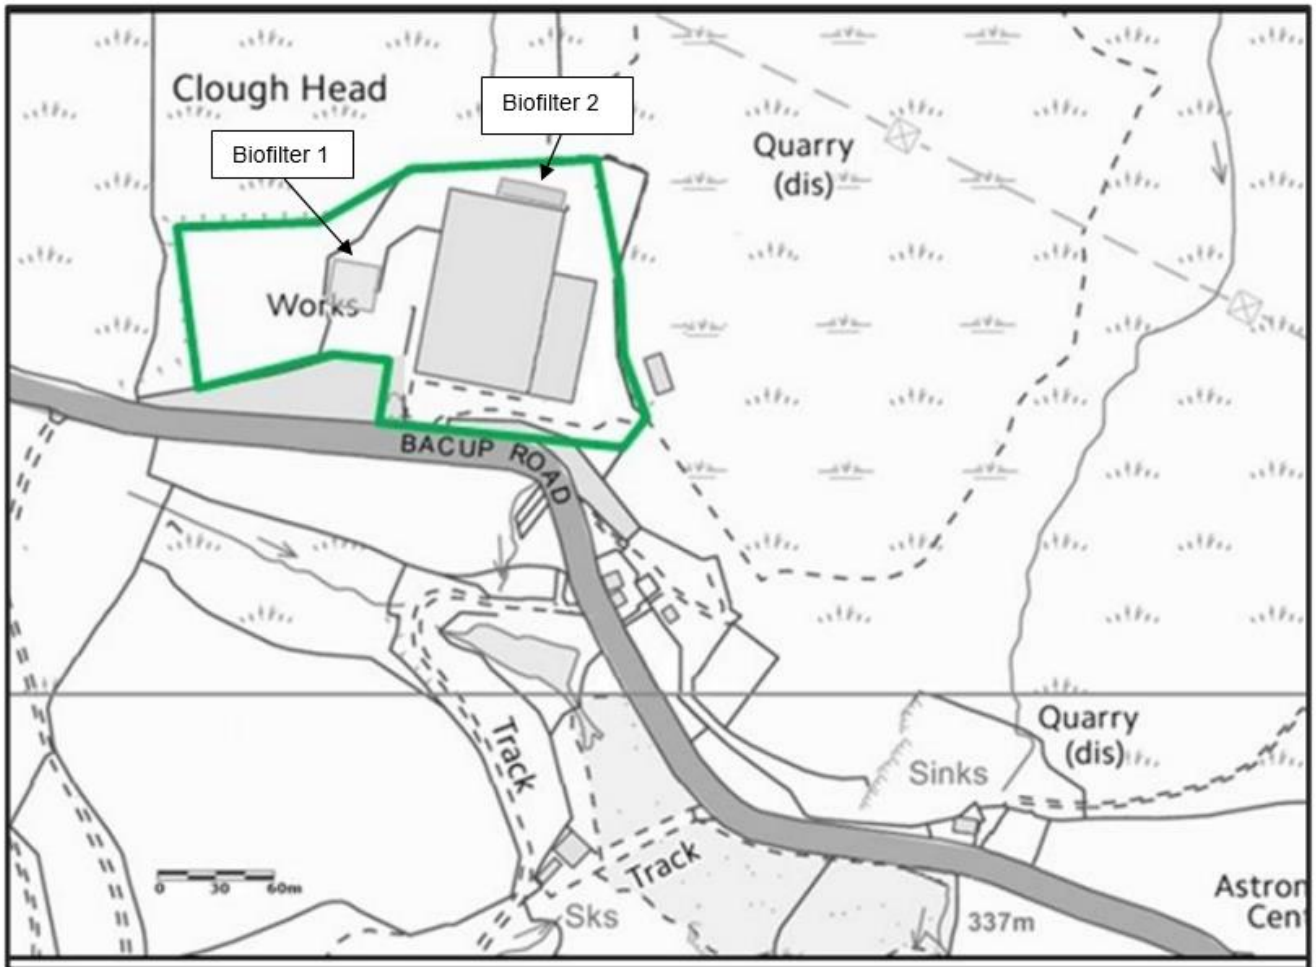 Clough Head
Biofilter 2
Biofilter 1
Quarry
(dis)
Works
BACUP ROAD
Track
Quarry
(dis)
Sinks
Track
0 30 60m
Sks
337m
Astron
Cen